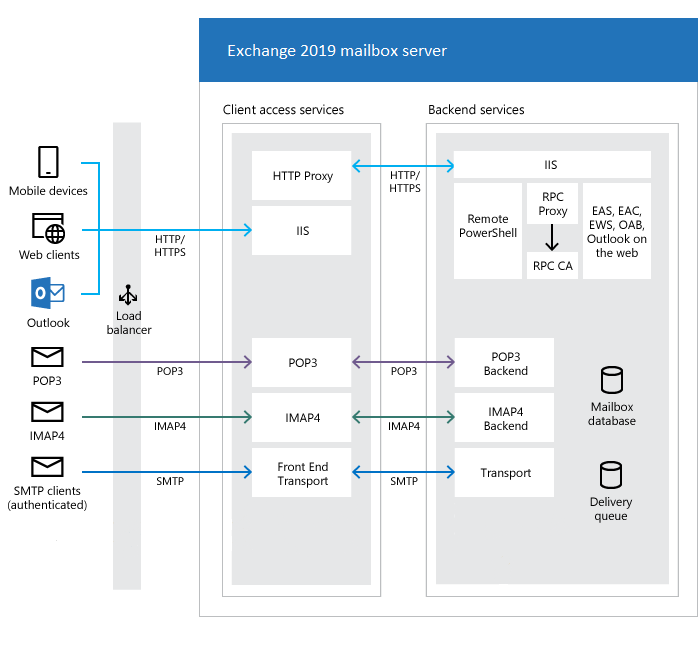 Exchange 2019 mailbox server
Client access services
Backend services
Mobile devices
Web clients
Outlook
HTTP/
HTTPS
Load
balancer
HTTP Proxy
IIS
HTTP/
HTTPS
IIS
Remote
PowerShell
RPC
Proxy
RPC CA
EAS, EAC,
EWS, OAB,
Outlook on
the web
POP3
POP3
POP3
POP3
POP3
Backend
IMAP4
IMAP4
IMAP4
IMAP4
IMAP4
Backend
SMTP clients
(authenticated)
SMTP
Front End
Transport
SMTP
Transport
Mailbox
database
Delivery
queue